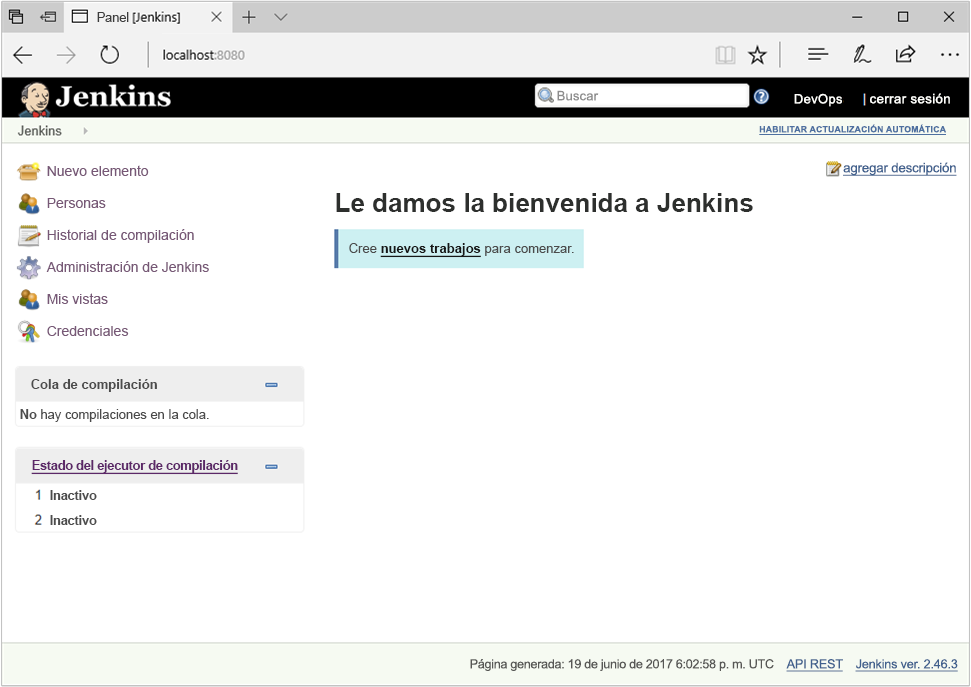 Panel [Jenkins]
localhost:8080
Jenkins
Buscar
?
DevOps
| cerrar sesión
Jenkins
HABILITAR ACTUALIZACIÓN AUTOMÁTICA
Nuevo elemento
Personas
Historial de compilación
Administración de Jenkins
Mis vistas
Credenciales
agregar descripción
Le damos la bienvenida a Jenkins
Cree nuevos trabajos para comenzar.
Cola de compilación
No hay compilaciones en la cola.
Estado del ejecutor de compilación
1 Inactivo
2 Inactivo
Página generada: 19 de junio de 2017 6:02:58 p. m. UTC API REST Jenkins ver. 2.46.3